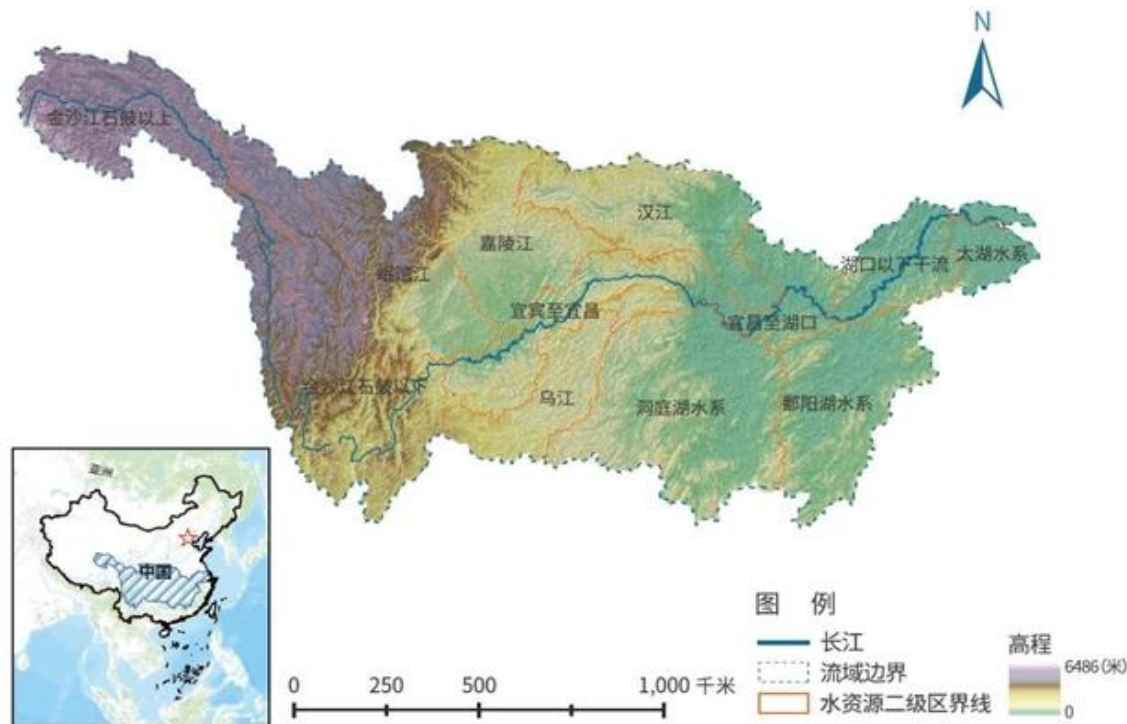 N
金沙江石鼓以上
汉江
嘉陵江
岷沱江
湖口以下干流
太湖水系
宜宾至宜昌
宜昌至湖口
金沙江石鼓以下
乌江
洞庭湖水系
鄱阳湖水系
亚洲
中国
图 例
长江
流域边界
水资源二级区界线
高程
6486(米)
0
0 250 500 1,000 千米